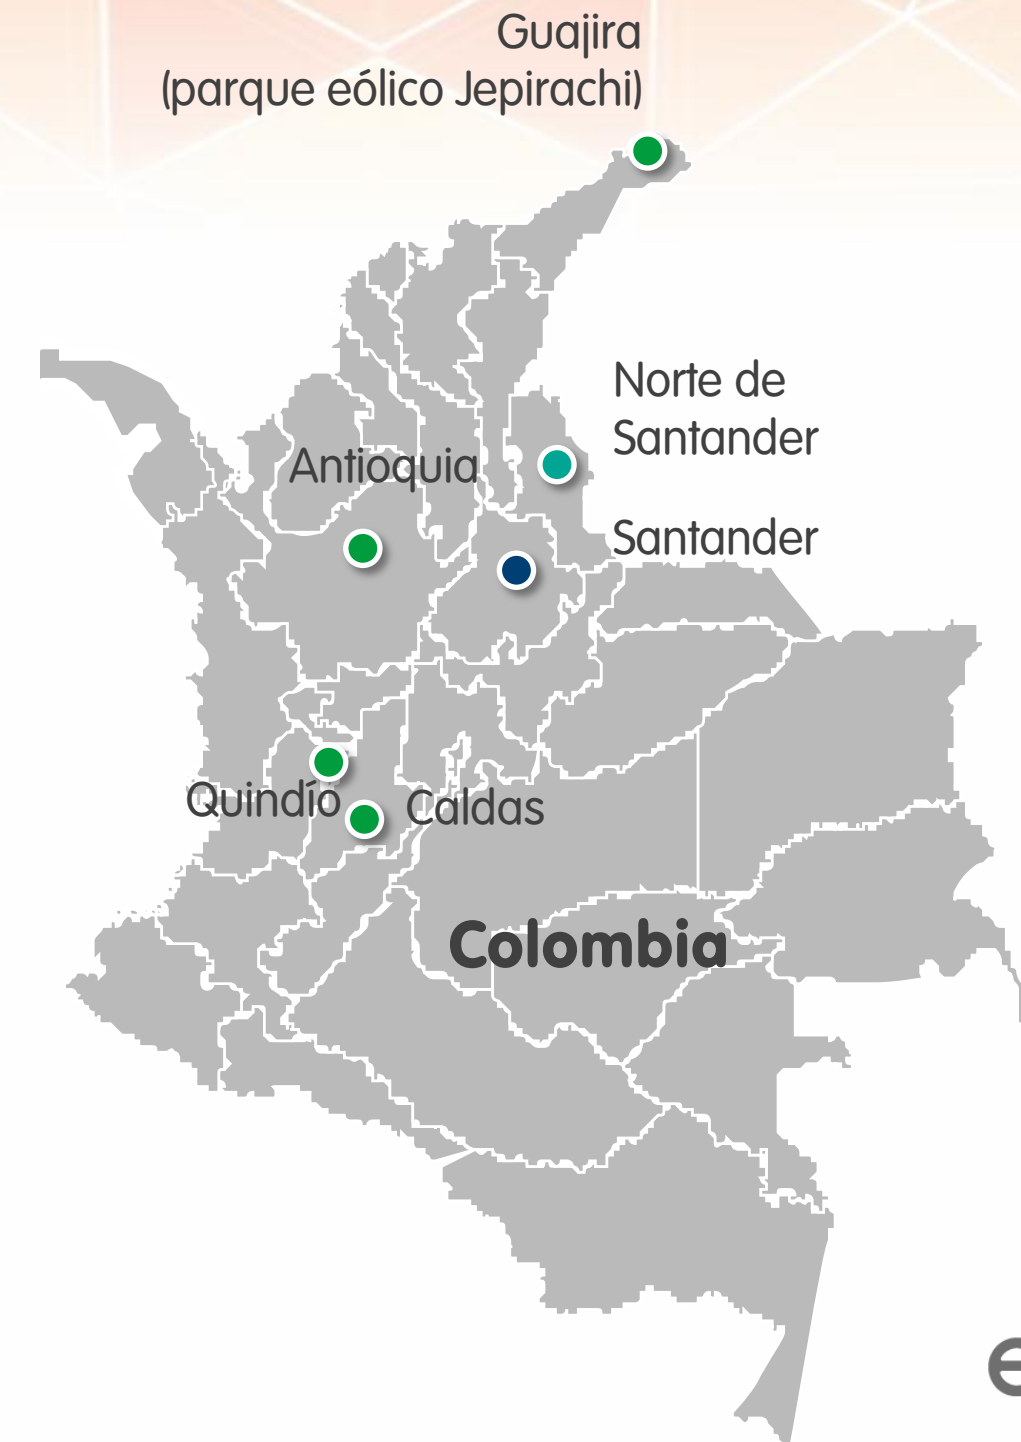 Guajira
(parque eólico Jepirachi)
Norte de
Santander
Antioquia
Santander
Quindío
Caldas
Colombia
e